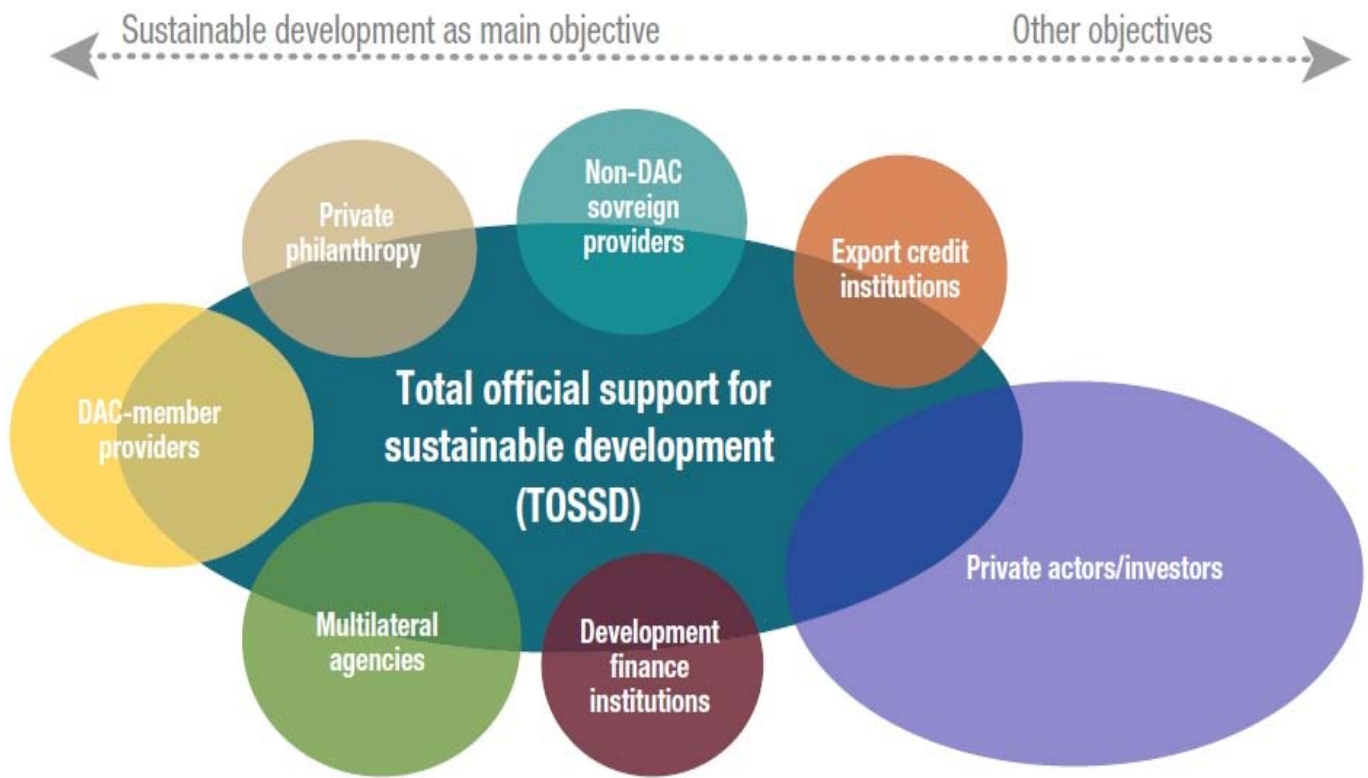 Sustainable development as main objective
Other objectives
Private
philanthropy
Non-DAC
sovreign
providers
Export credit
institutions
DAC-member
providers
Total official support for
sustainable development
(TOSSD)
Private actors/investors
Multilateral
agencies
Development
finance
institutions